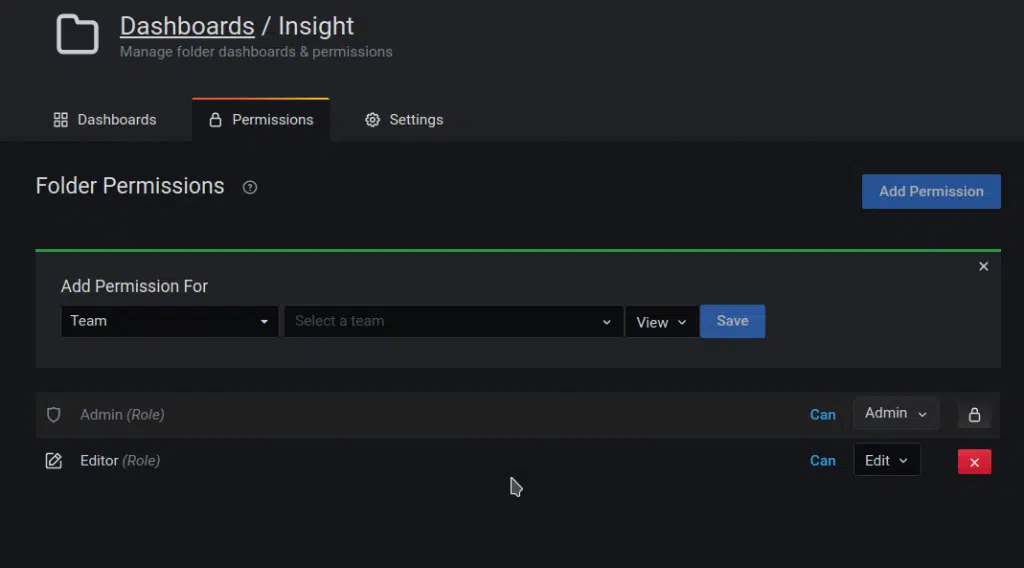 Dashboards / Insight
Manage folder dashboards & permissions
Dashboards Permissions Settings
Folder Permissions ?
Add Permission
Add Permission For
Team Select a team View Save
Admin (Role) Can Admin
Editor (Role) Can Edit